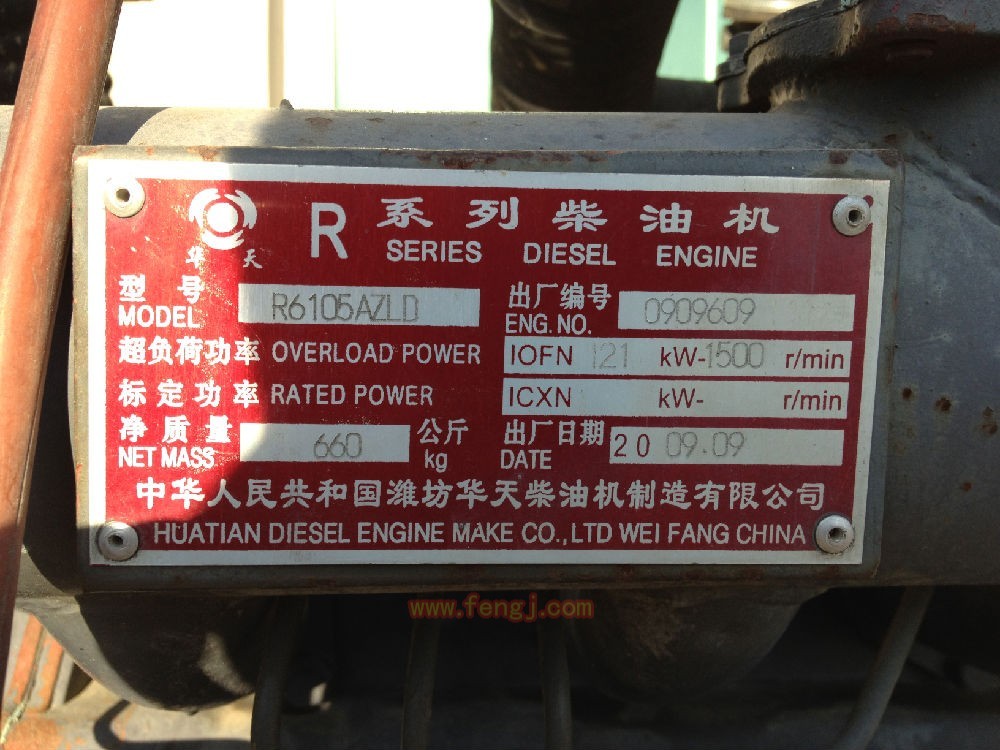 华天
R 系列柴油机
SERIES DIESEL ENGINE
型号 MODEL R6105AZLD
出厂编号 ENG.NO. 0909609
超负荷功率 OVERLOAD POWER IOFN 121 kW-1500 r/min
标定功率 RATED POWER ICXN kW- r/min
净质量 NET MASS 660 公斤 kg
出厂日期 DATE 2009.09
中华人民共和国潍坊华天柴油机制造有限公司
HUATIAN DIESEL ENGINE MAKE CO.,LTD WEI FANG CHINA
www.fengj.com